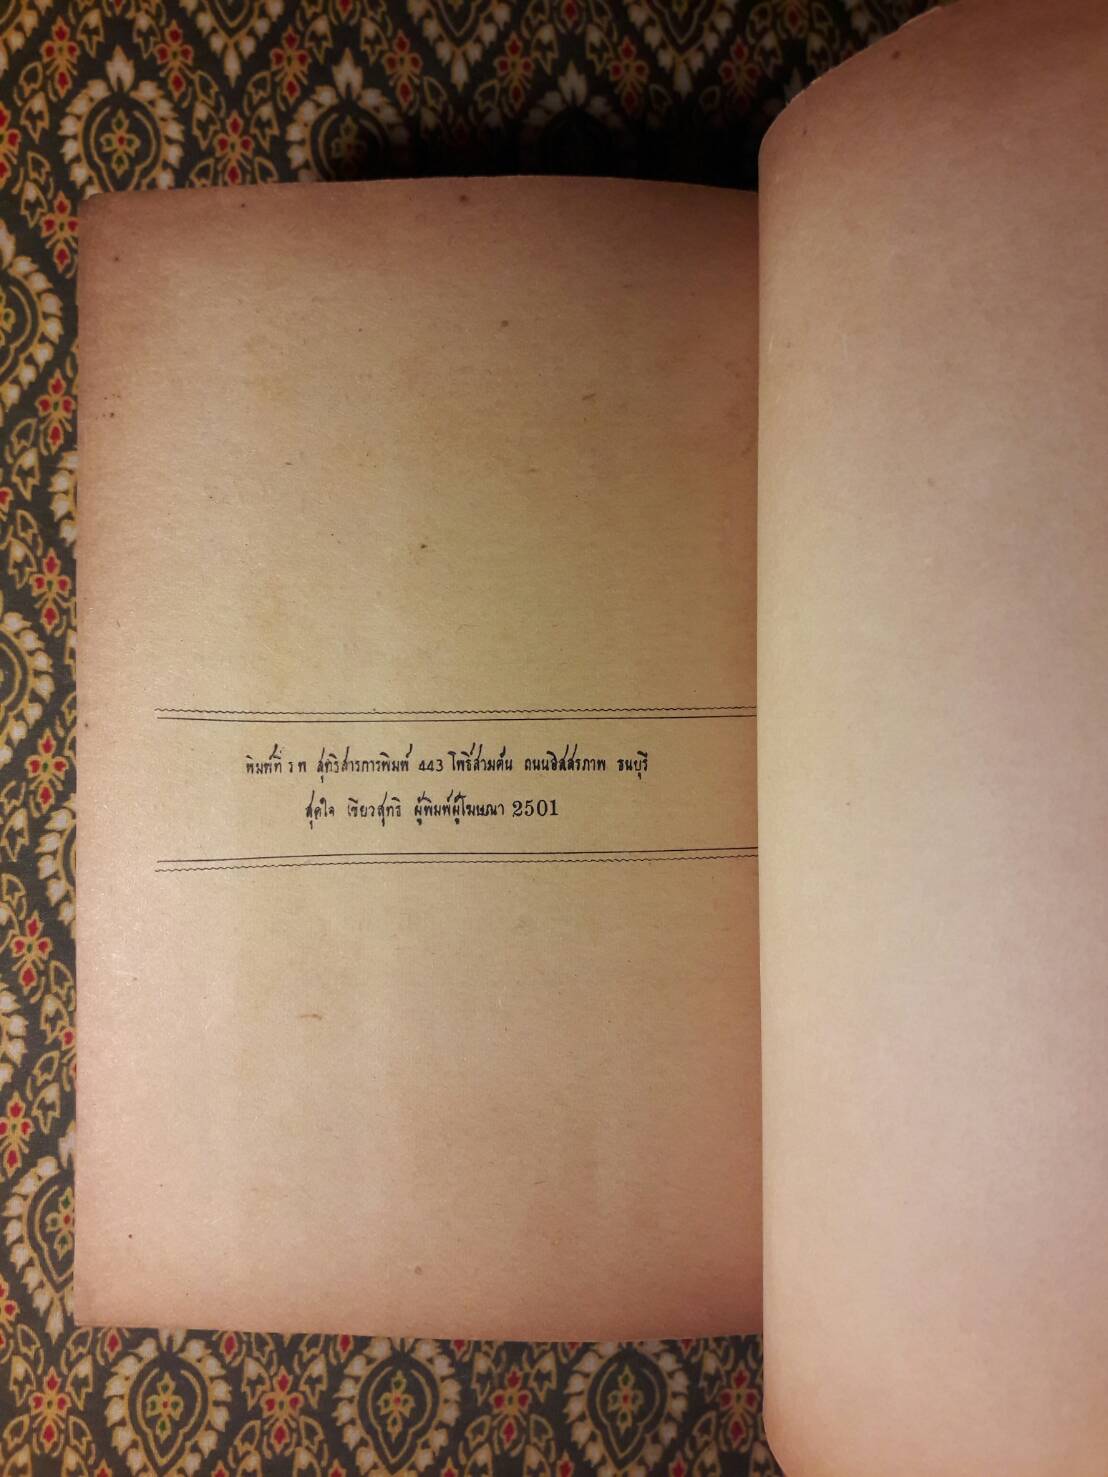 พิมพ์ที่ ร พ สุทธิสารการพิมพ์ 443 โพธิ์สามต้น ถนนอิสสรภาพ ธนบุรี
สุดใจ เชียวสุทธิ ผู้พิมพ์ผู้โฆษณา 2501